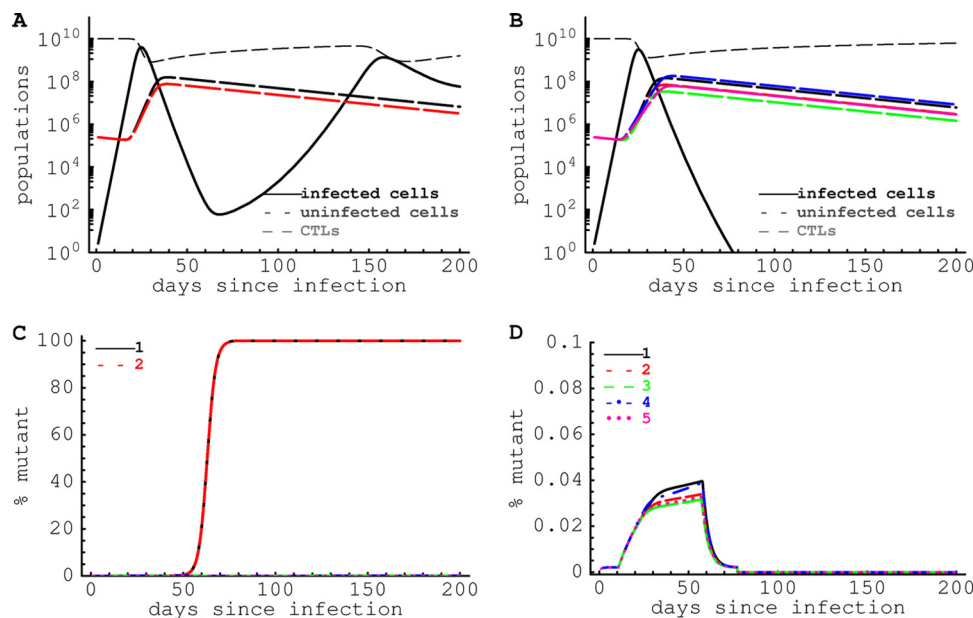 A
populations
10^10
10^8
10^6
10^4
10^2
10^0
infected cells
uninfected cells
CTLs
0 50 100 150 200
days since infection
B
populations
10^10
10^8
10^6
10^4
10^2
10^0
infected cells
uninfected cells
CTLs
0 50 100 150 200
days since infection
C
% mutant
100
80
60
40
20
0
1
2
0 50 100 150 200
days since infection
D
% mutant
0.1
0.08
0.06
0.04
0.02
0
1
2
3
4
5
0 50 100 150 200
days since infection